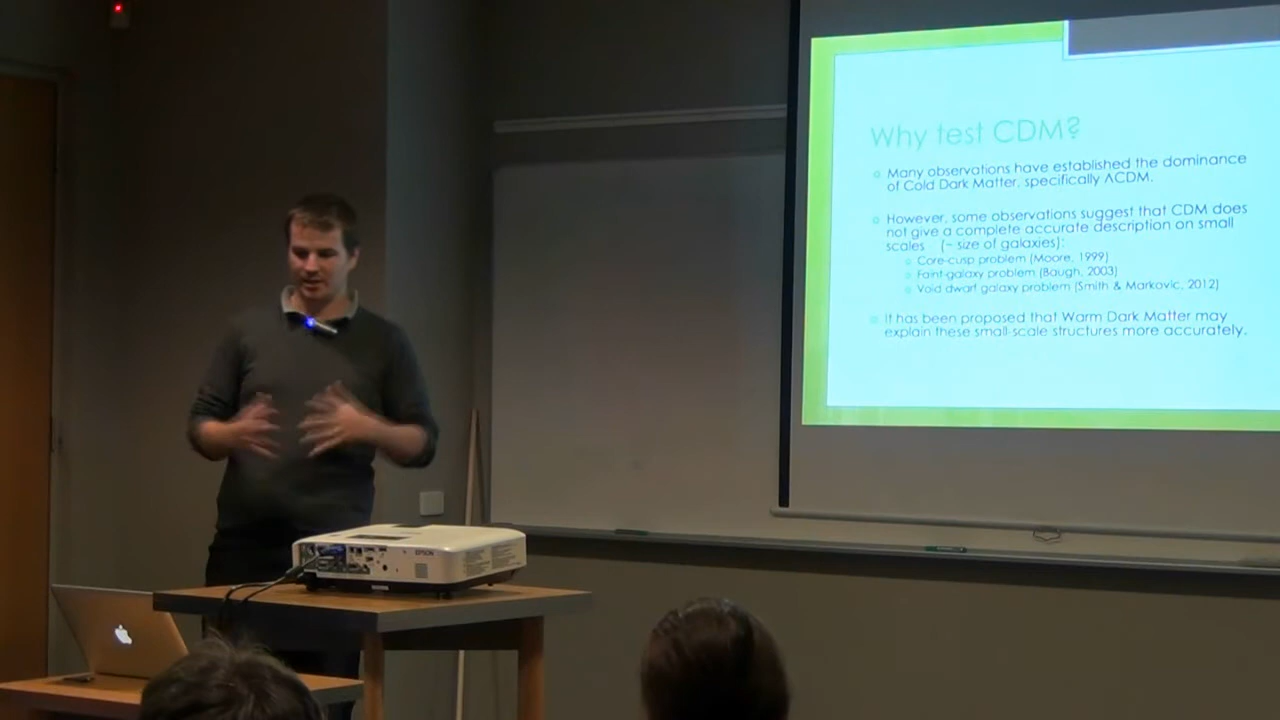 Why test CDM?
Many observations have established the dominance
of Cold Dark Matter, specifically ΛCDM.
However, some observations suggest that CDM does
not give a complete accurate description on small
scales (~ size of galaxies):
Core-cusp problem (Moore, 1999)
Faint-galaxy problem (Baugh, 2003)
Void dwarf galaxy problem (Smith & Markovic, 2012)
It has been proposed that Warm Dark Matter may
explain these small-scale structures more accurately.
EPSON